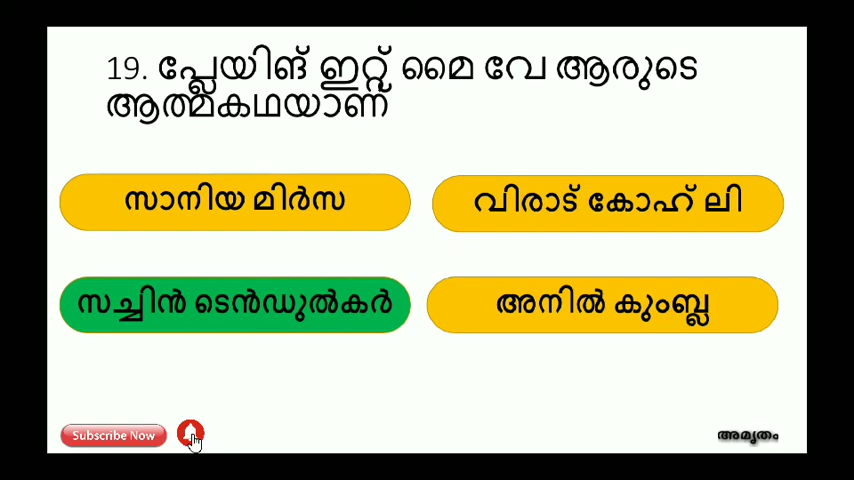 19. പ്ലേയിങ് ഇറ്റ് മൈ വേ ആരുടെ
ആത്മകഥയാണ്
സാനിയ മിർസ
വിരാട് കോഹ് ലി
സച്ചിൻ ടെൻഡുൽകർ
അനിൽ കുംബ്ല
Subscribe Now
അമൃതം